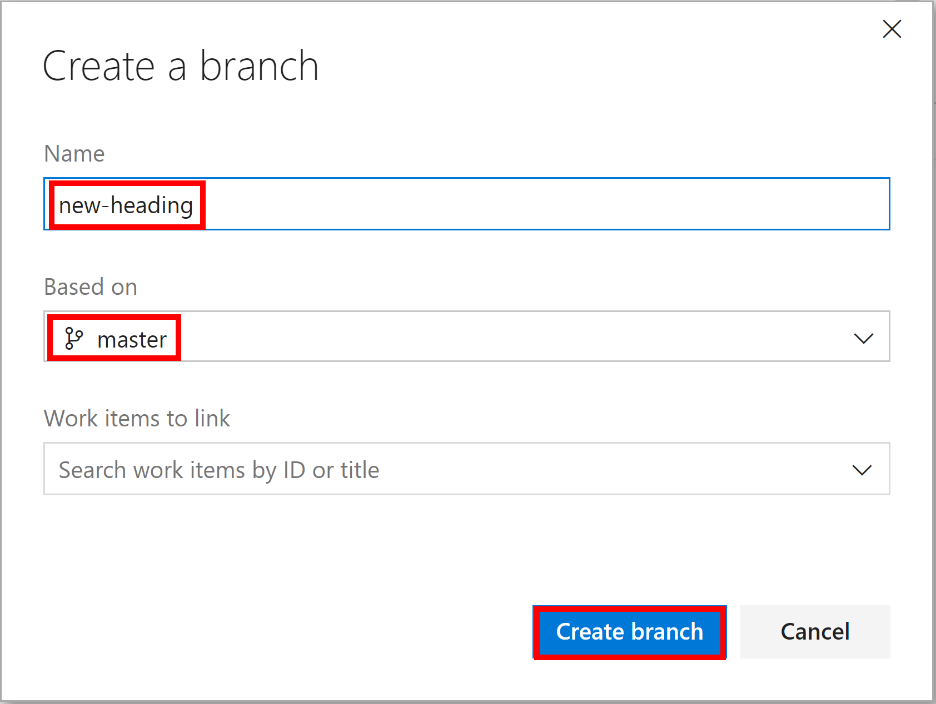 Create a branch
Name
new-heading
Based on
master
Work items to link
Search work items by ID or title
Create branch
Cancel